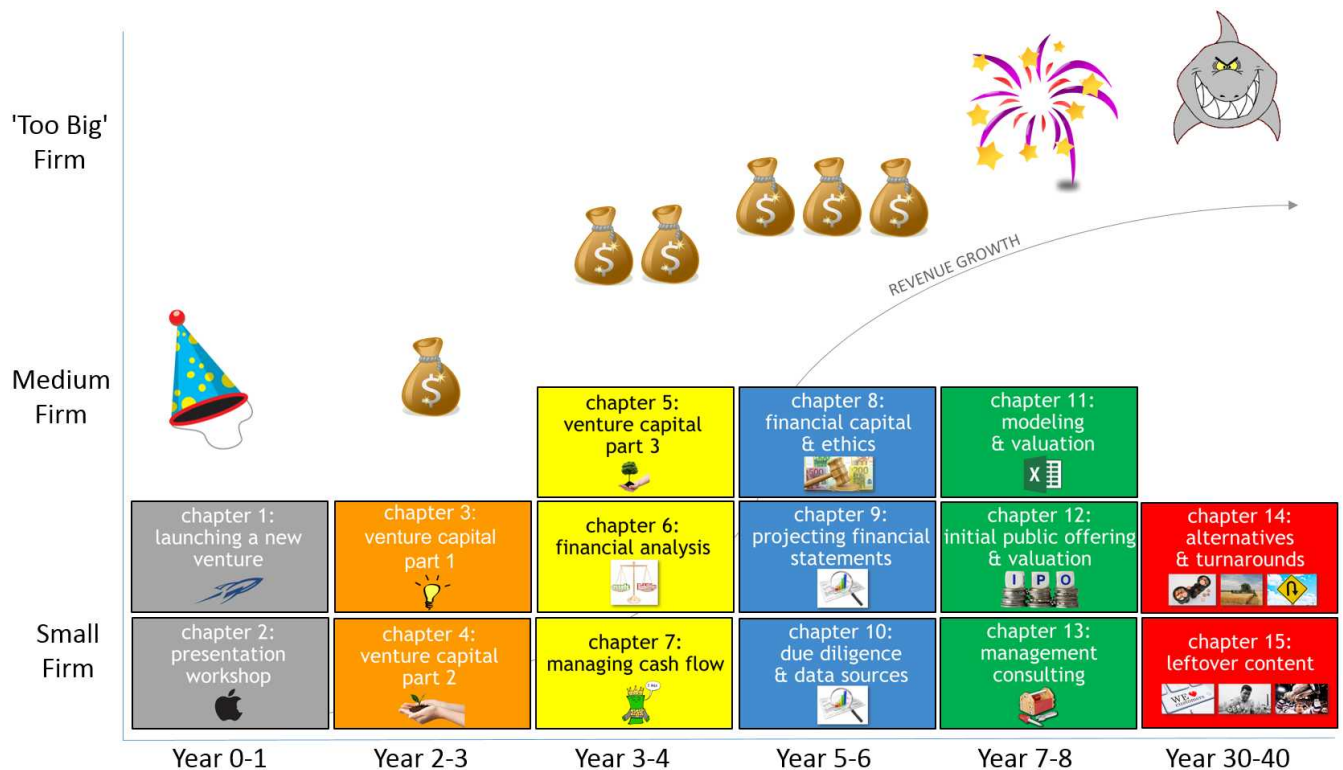 'Too Big'
Firm
Medium
Firm
Small
Firm
REVENUE GROWTH
$
$
$
$
$
$
chapter 1:
launching a new
venture
chapter 2:
presentation
workshop
chapter 3:
venture capital
part 1
chapter 4:
venture capital
part 2
chapter 5:
venture capital
part 3
chapter 6:
financial analysis
chapter 7:
managing cash flow
chapter 8:
financial capital
& ethics
500
200
chapter 9:
projecting financial
statements
chapter 10:
due diligence
& data sources
chapter 11:
modeling
& valuation
X
chapter 12:
initial public offering
& valuation
I P O
chapter 13:
management
consulting
chapter 14:
alternatives
& turnarounds
chapter 15:
leftover content
WE
Year 0-1
Year 2-3
Year 3-4
Year 5-6
Year 7-8
Year 30-40